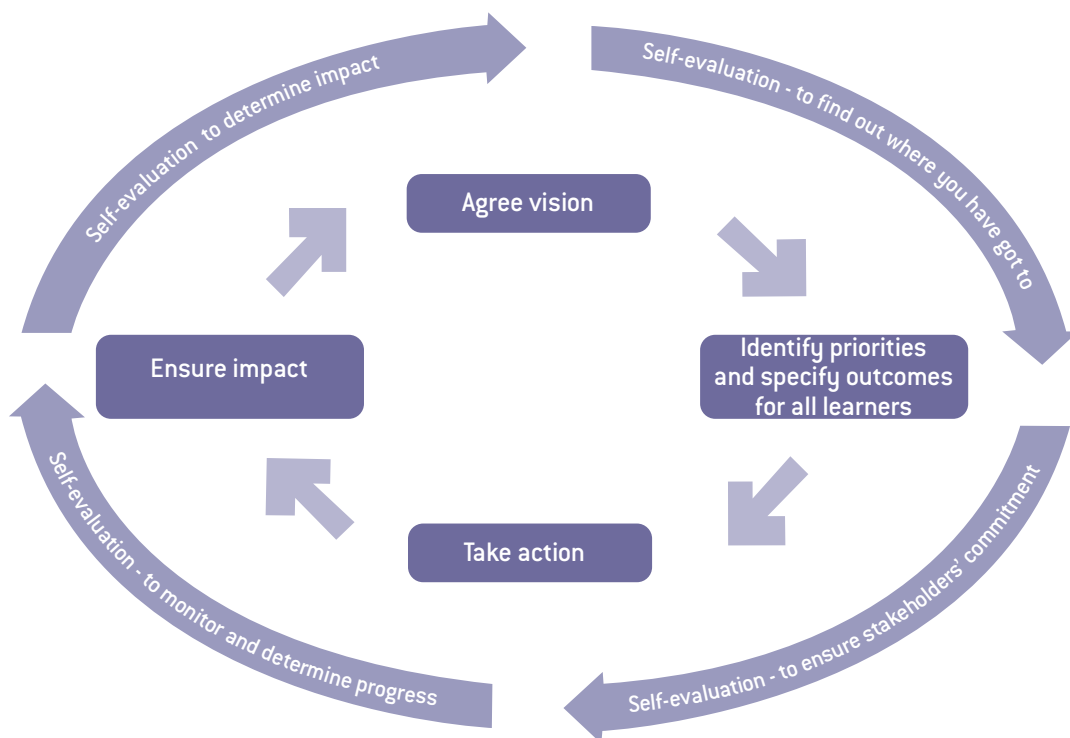 Self-evaluation to determine impact
Self-evaluation - to find out where you have got to
Agree vision
Ensure impact
Identify priorities
and specify outcomes
for all learners
Take action
Self-evaluation - to monitor and determine progress
Self-evaluation - to ensure stakeholders' commitment